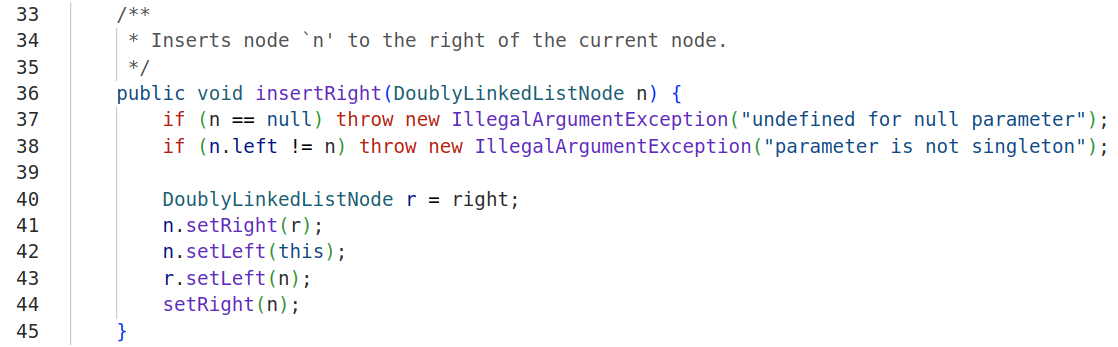 33 /**
34 * Inserts node `n' to the right of the current node.
35 */
36 public void insertRight(DoublyLinkedListNode n) {
37 if (n == null) throw new IllegalArgumentException("undefined for null parameter");
38 if (n.left != n) throw new IllegalArgumentException("parameter is not singleton");
39
40 DoublyLinkedListNode r = right;
41 n.setRight(r);
42 n.setLeft(this);
43 r.setLeft(n);
44 setRight(n);
45 }